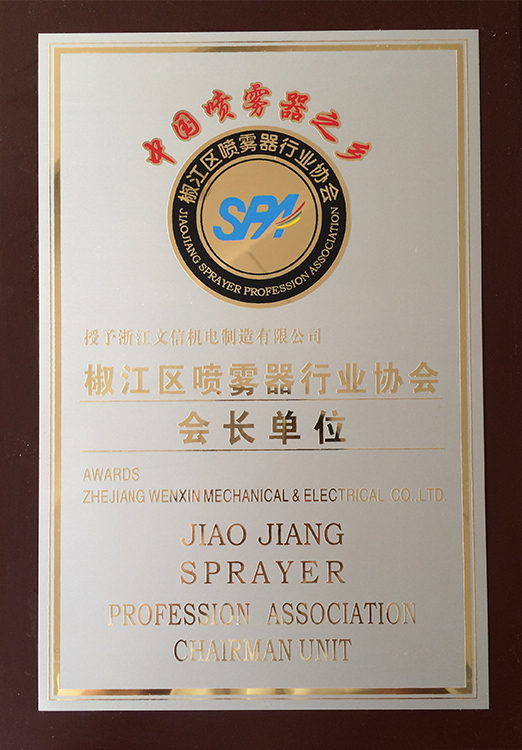 中国喷雾器之乡
椒江区喷雾器行业协会
SPA
JIAOJIANG SPRAYER PROFESSION ASSOCIATION
授予浙江文信机电制造有限公司
椒江区喷雾器行业协会
会长单位
AWARDS
ZHEJIANG WENXIN MECHANICAL & ELECTRICAL CO.,LTD.
JIAO JIANG
SPRAYER
PROFESSION ASSOCIATION
CHAIRMAN UNIT